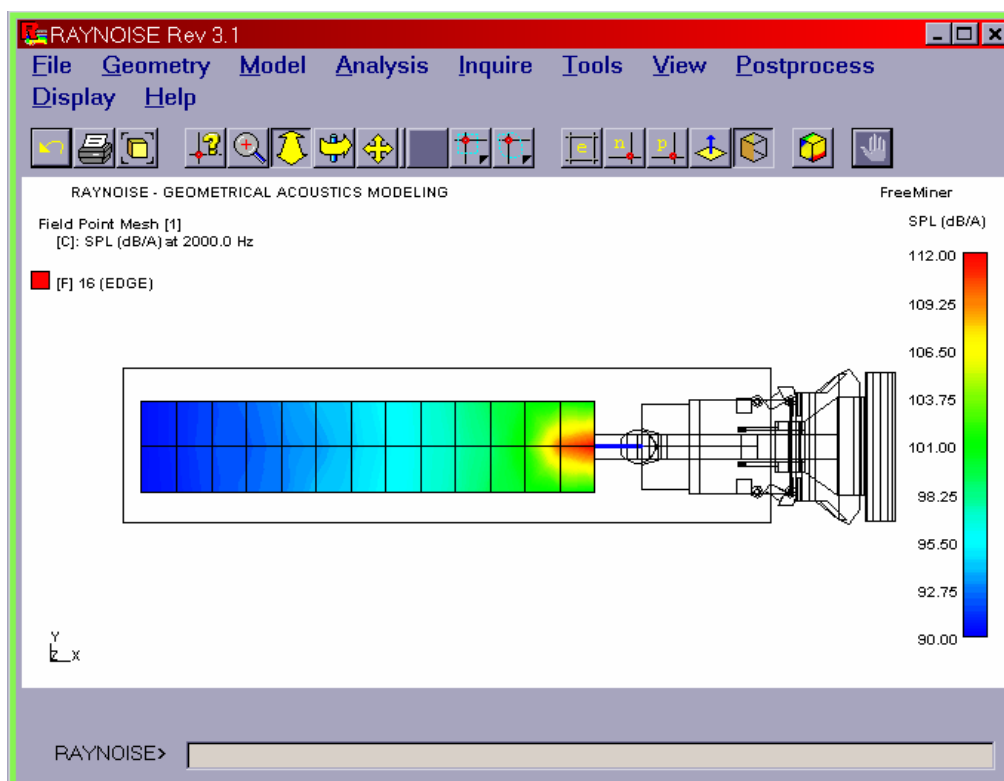 RAYNOISE Rev 3.1
File Geometry Model Analysis Inquire Tools View Postprocess
Display Help
e n p
RAYNOISE - GEOMETRICAL ACOUSTICS MODELING
FreeMiner
Field Point Mesh [1]
SPL (dB/A)
[C]: SPL (dB/A) at 2000.0 Hz
112.00
[F] 16 (EDGE)
109.25
106.50
103.75
101.00
98.25
95.50
92.75
90.00
Y
Z X
RAYNOISE>